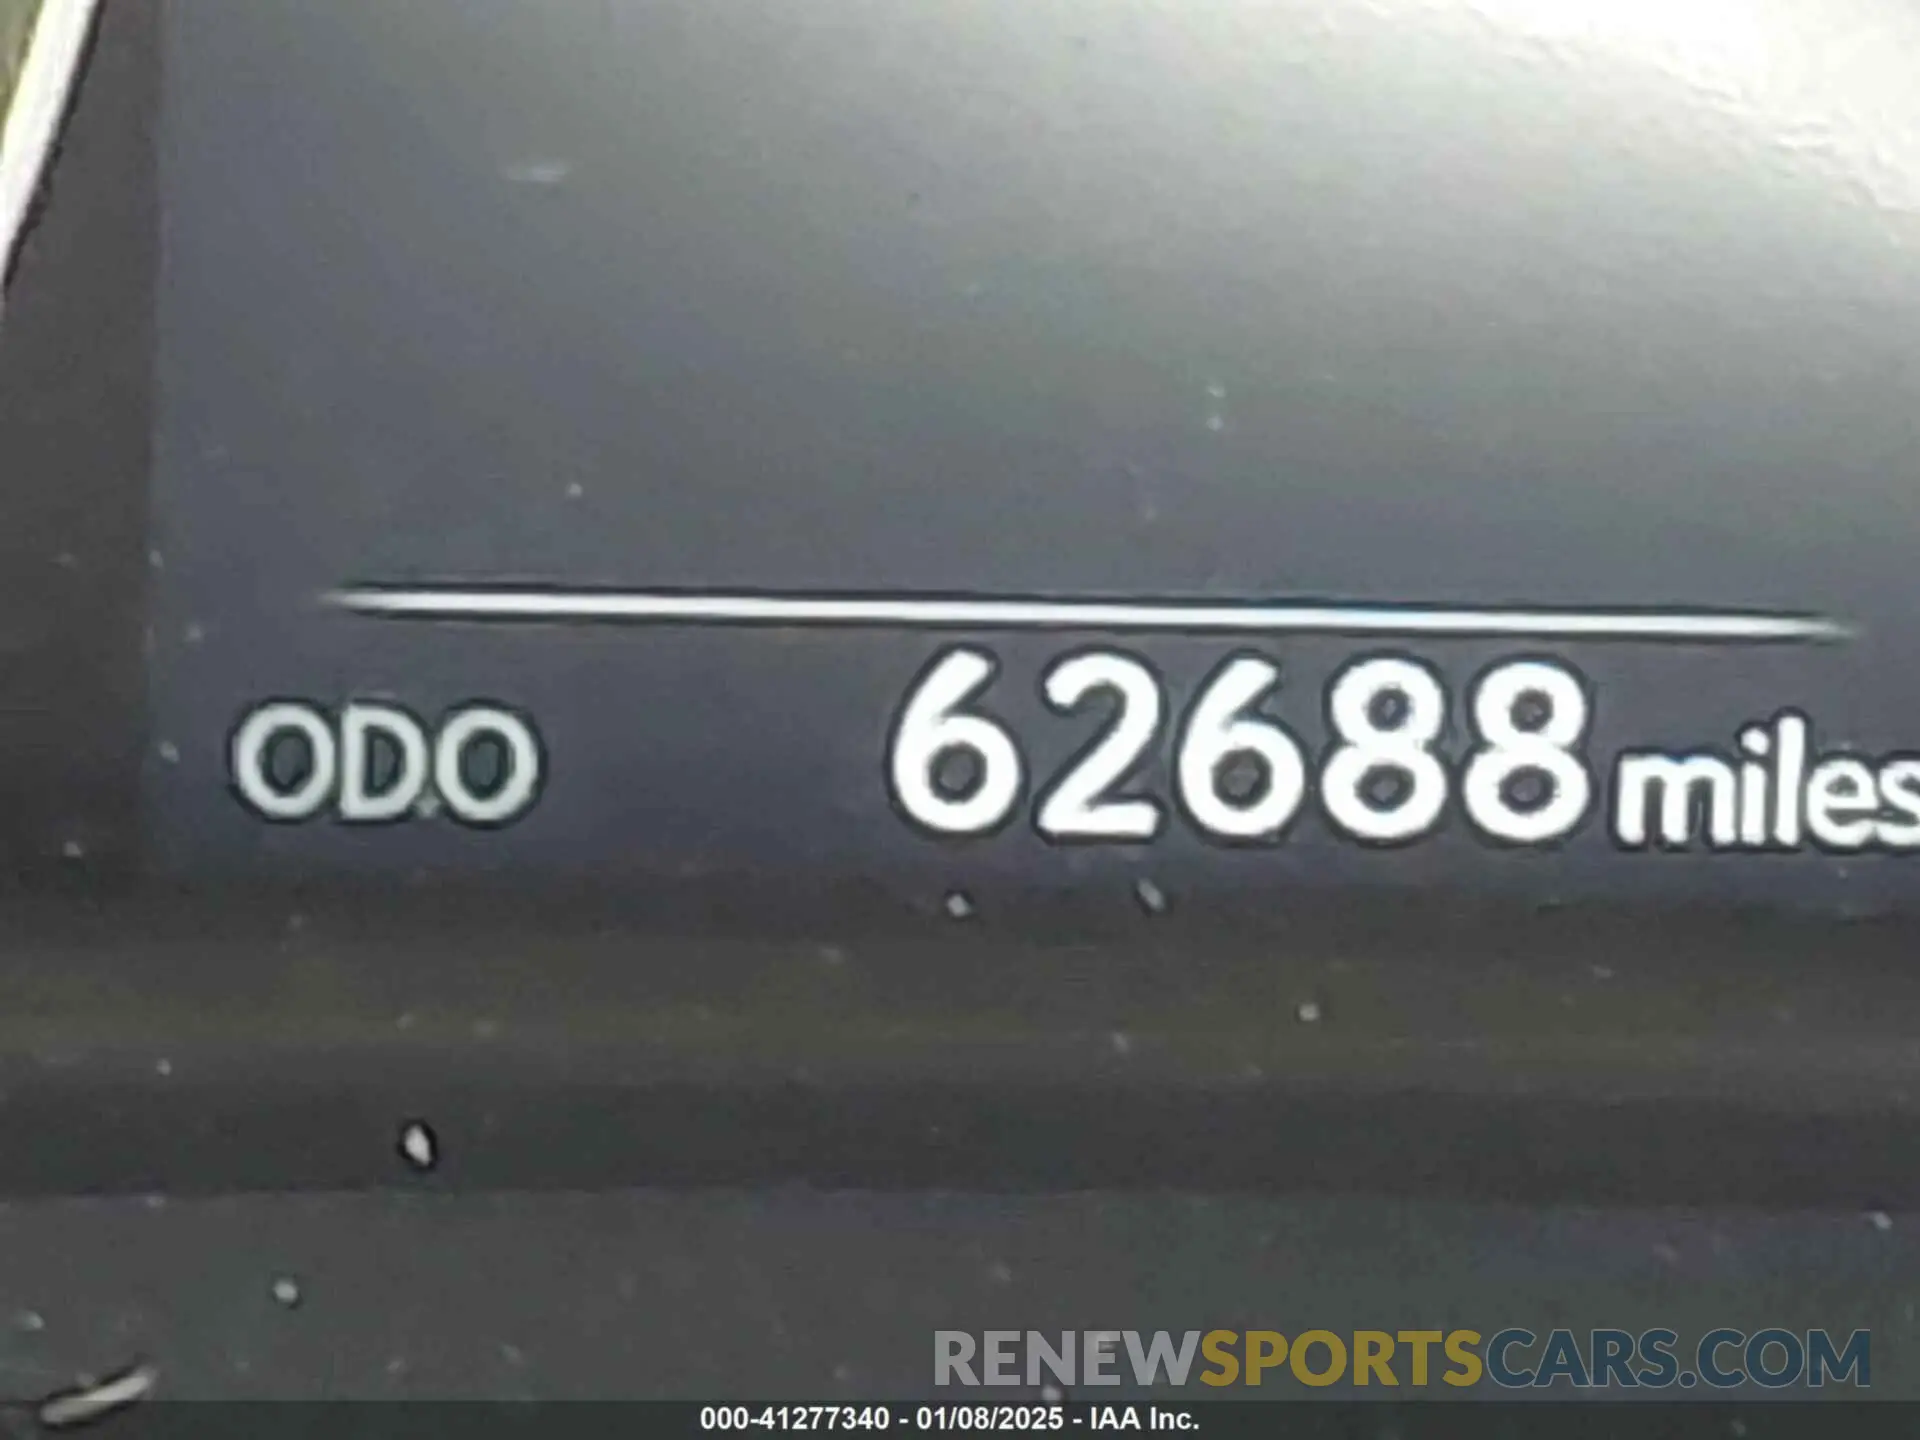 ODO 62688 miles
RENEWSPORTSCARS.COM
000-41277340 - 01/08/2025 - IAA Inc.